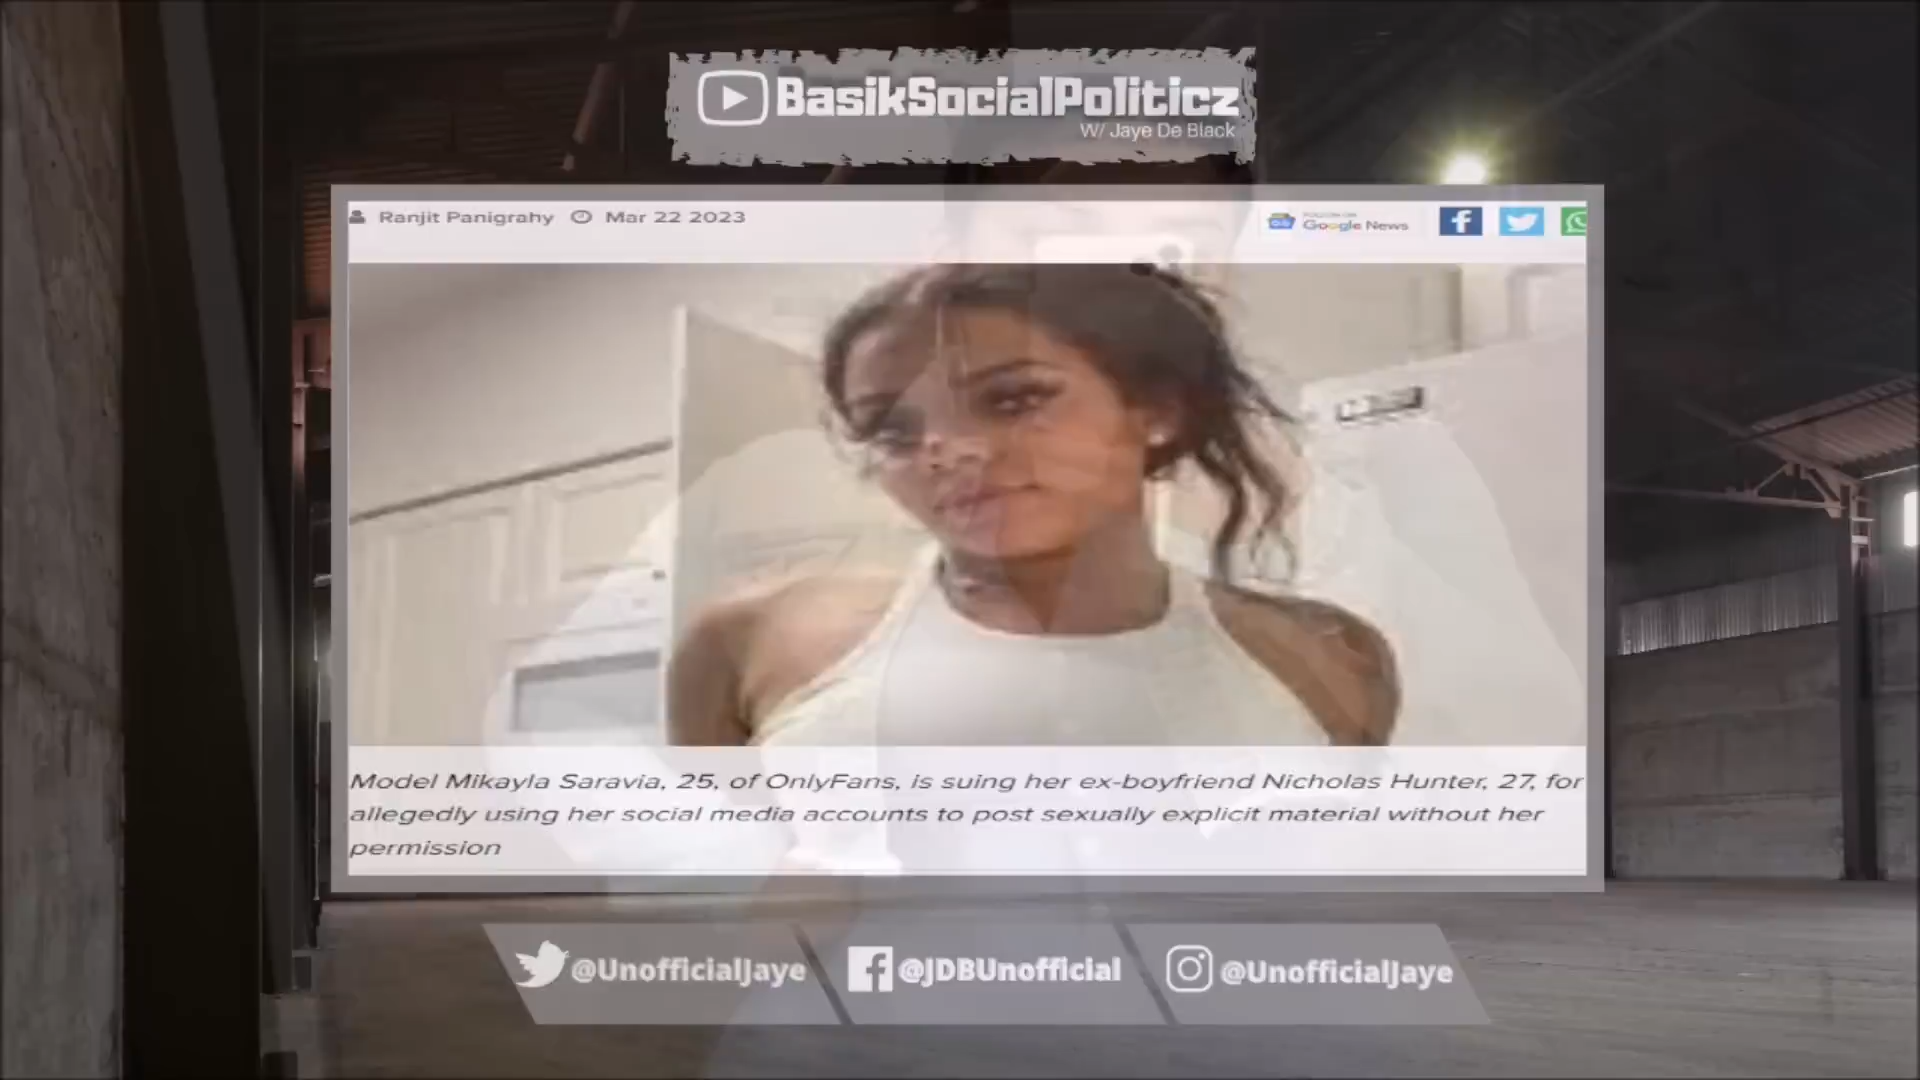 BasikSocialPoliticz
W/ Jaye De Black
Ranjit Panigrahy Mar 22 2023
FOLLOW ON
Google News
Model Mikayla Saravia, 25, of OnlyFans, is suing her ex-boyfriend Nicholas Hunter, 27, for
allegedly using her social media accounts to post sexually explicit material without her
permission
@UnofficialJaye @JDBUnofficial @UnofficialJaye